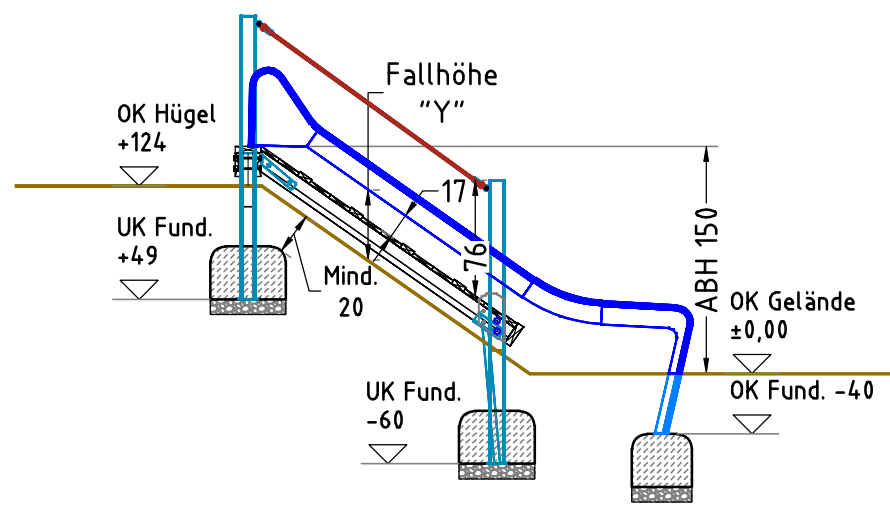 Fallhöhe
"Y"
OK Hügel
+124
17
UK Fund.
+49
76
ABH 150
Mind.
20
OK Gelände
±0,00
UK Fund.
-60
OK Fund. -40